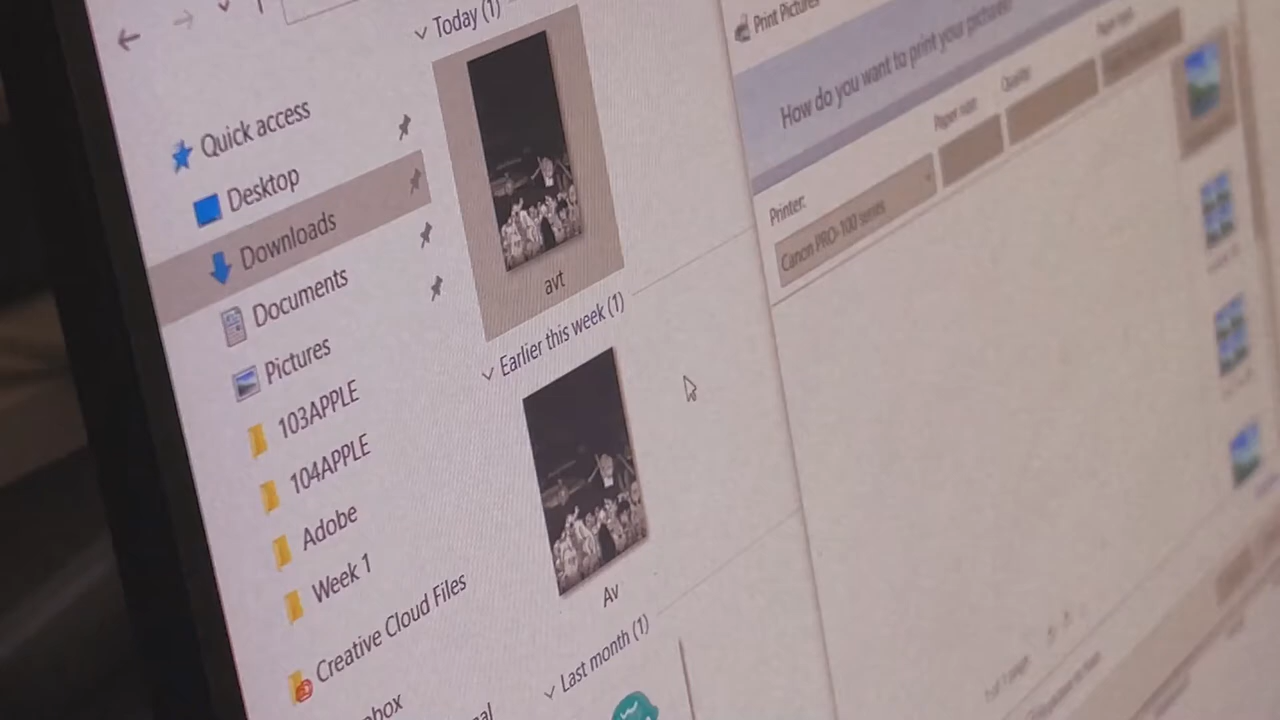 Today (1)
Quick access
Desktop
Downloads
Documents
Pictures
103APPLE
104APPLE
Adobe
Week 1
Creative Cloud Files
avt
Earlier this week (1)
Av
Last month (1)
Print Pictures
How do you want to print your pictures?
Printer:
Paper size:
Quality:
Canon PRO-100 series